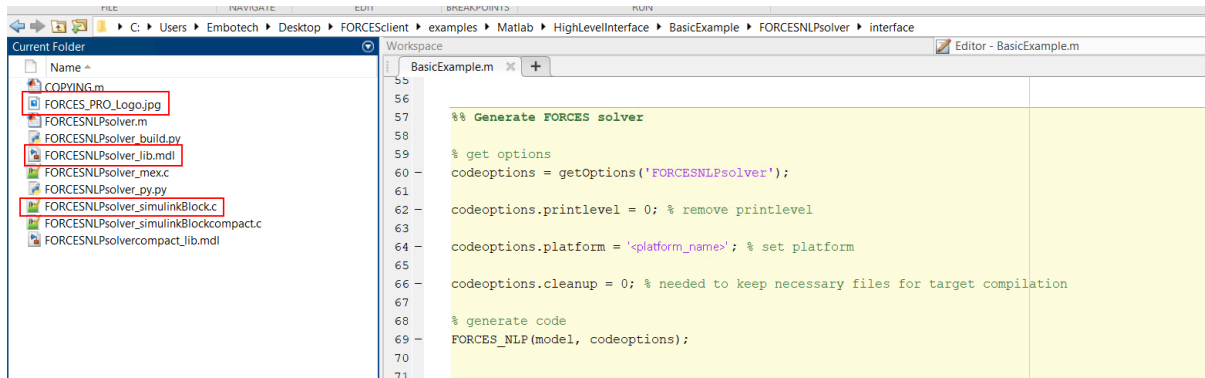 FILE NAVIGATE EDIT BREAKPOINTS RUN
C: Users Embotech Desktop FORCESclient examples Matlab HighLevelInterface BasicExample FORCESNLPsolver interface
Current Folder
Name
COPYING.m
FORCES_PRO_Logo.jpg
FORCESNLPsolver.m
FORCESNLPsolver_build.py
FORCESNLPsolver_lib.mdl
FORCESNLPsolver_mex.c
FORCESNLPsolver_py.py
FORCESNLPsolver_simulinkBlock.c
FORCESNLPsolver_simulinkBlockcompact.c
FORCESNLPsolvercompact_lib.mdl
Workspace
Editor - BasicExample.m
BasicExample.m
55
56
57 %% Generate FORCES solver
58
59 % get options
60 - codeoptions = getOptions('FORCESNLPsolver');
61
62 - codeoptions.printlevel = 0; % remove printlevel
63
64 - codeoptions.platform = '<platform_name>'; % set platform
65
66 - codeoptions.cleanup = 0; % needed to keep necessary files for target compilation
67
68 % generate code
69 - FORCES_NLP(model, codeoptions);
70
71